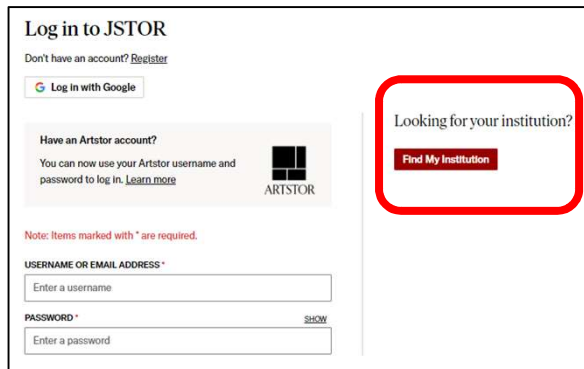 Log in to JSTOR
Don't have an account? Register
G Log in with Google
Have an Artstor account?
You can now use your Artstor username and
password to log in. Learn more
ARTSTOR
Note: Items marked with * are required.
USERNAME OR EMAIL ADDRESS *
Enter a username
PASSWORD *
SHOW
Enter a password
Looking for your institution?
Find My Institution